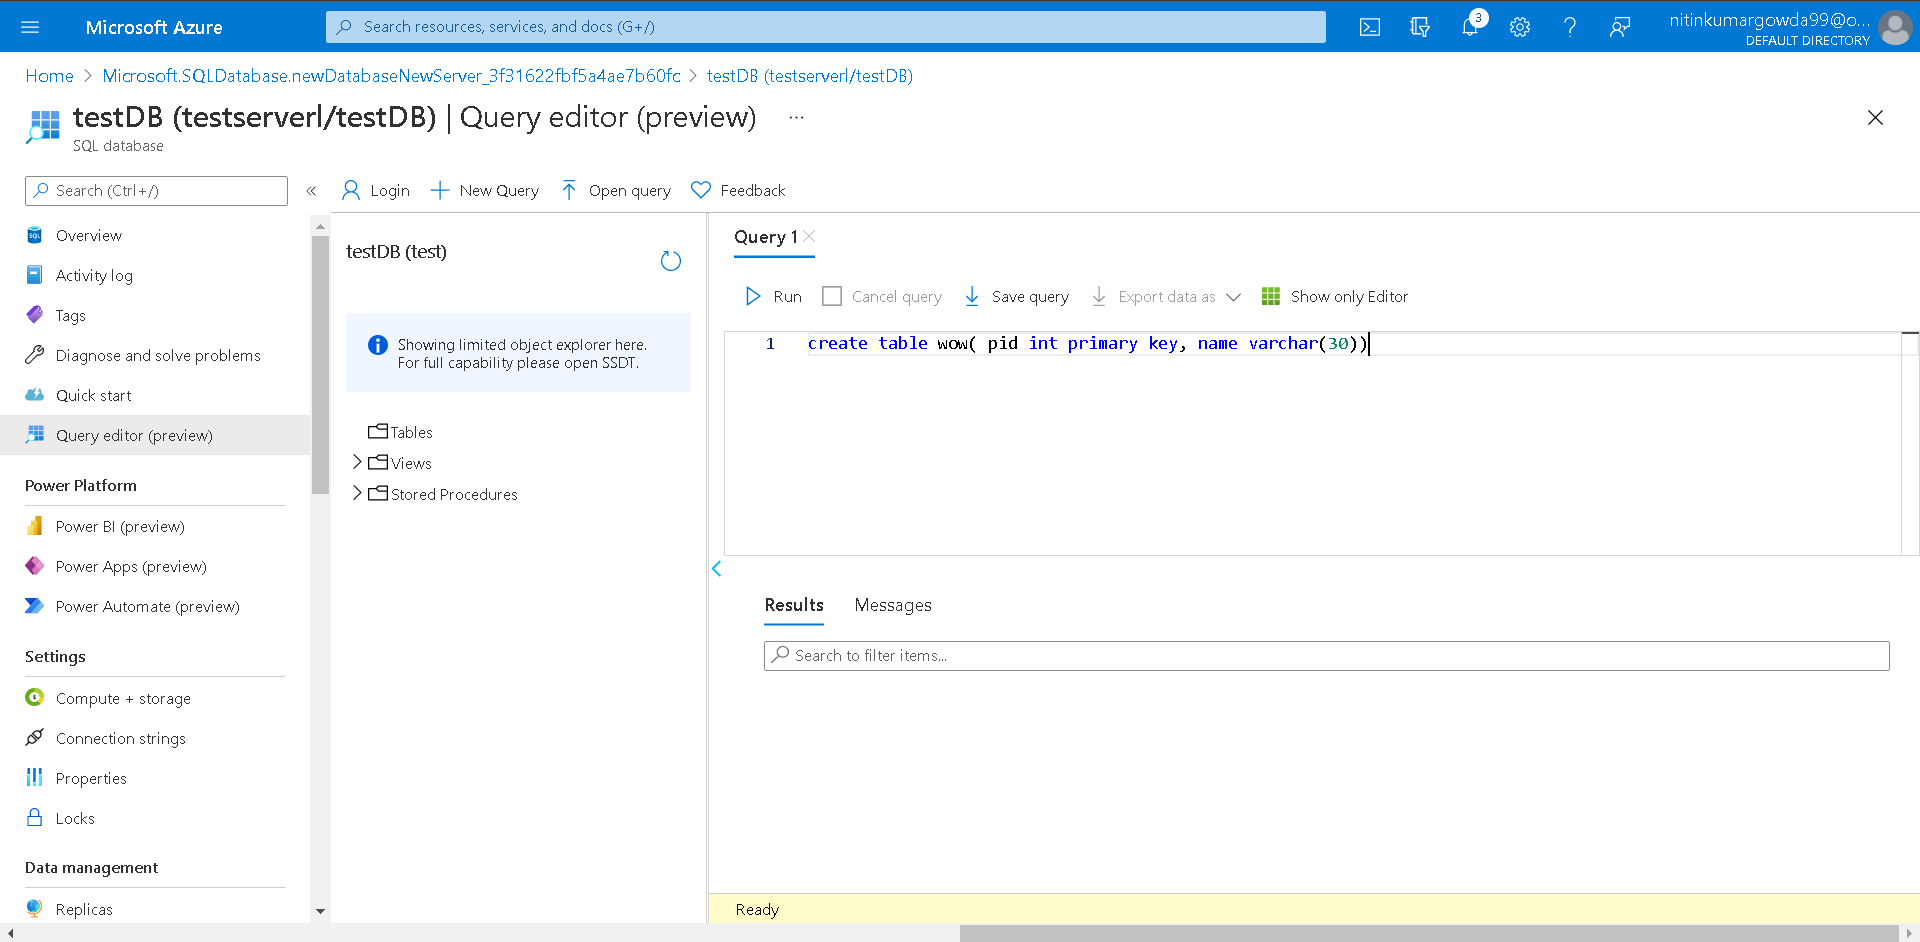 Microsoft Azure
Search resources, services, and docs (G+/)
3
nitinkumargowda99@o...
DEFAULT DIRECTORY
Home > Microsoft.SQLDatabase.newDatabaseNewServer_3f31622fbf5a4ae7b60fc > testDB (testserverl/testDB)
testDB (testserverl/testDB) | Query editor (preview) ...
SQL database
Search (Ctrl+/)
«
Login
New Query
Open query
Feedback
Overview
Activity log
Tags
Diagnose and solve problems
Quick start
Query editor (preview)
Power Platform
Power BI (preview)
Power Apps (preview)
Power Automate (preview)
Settings
Compute + storage
Connection strings
Properties
Locks
Data management
Replicas
testDB (test)
Showing limited object explorer here.
For full capability please open SSDT.
Tables
Views
Stored Procedures
Query 1
Run
Cancel query
Save query
Export data as
Show only Editor
1 create table wow( pid int primary key, name varchar(30))
Results
Messages
Search to filter items...
Ready